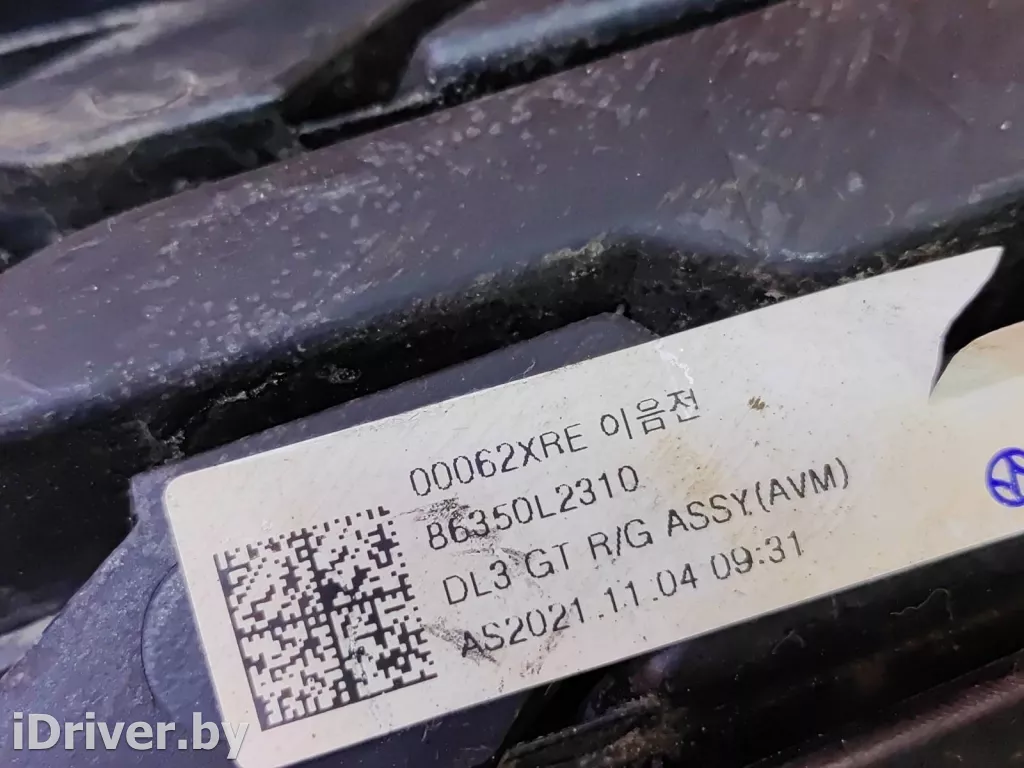 00062XRE 이음전
86350L2310
DL3 GT R/G ASSY(AVM)
AS2021.11.04 09:31
iDriver.by